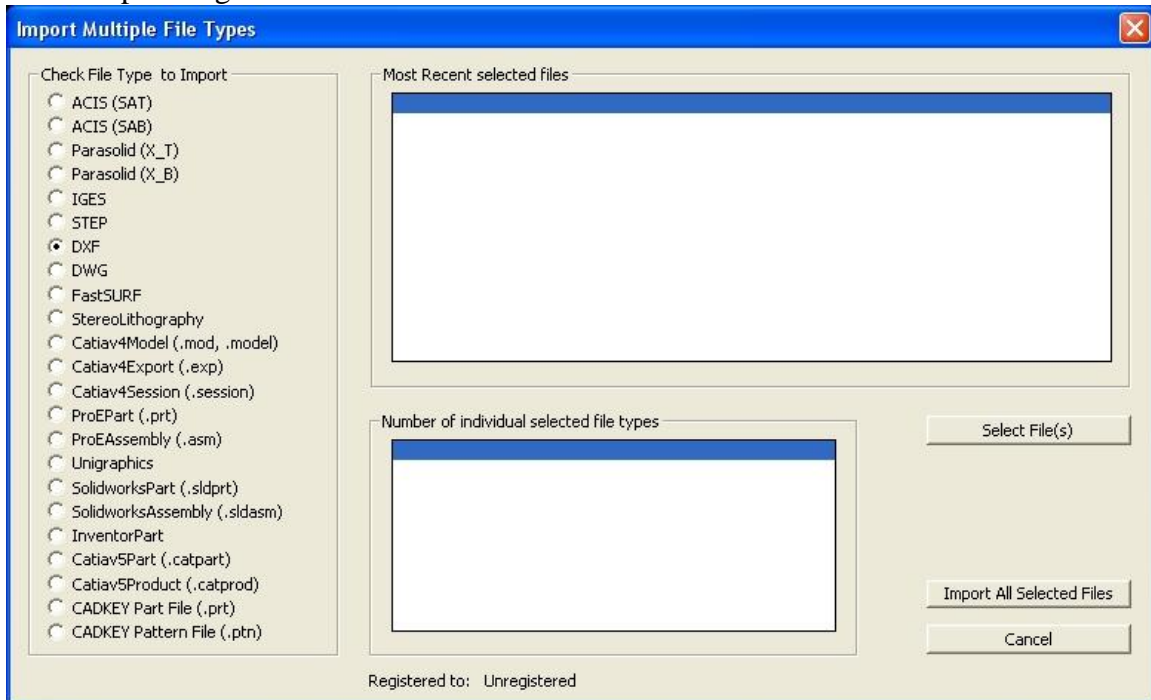 Import Multiple File Types
Check File Type to Import
ACIS (SAT)
ACIS (SAB)
Parasolid (X_T)
Parasolid (X_B)
IGES
STEP
DXF
DWG
FastSURF
StereoLithography
Catiav4Model (.mod, .model)
Catiav4Export (.exp)
Catiav4Session (.session)
ProEPart (.prt)
ProEAssembly (.asm)
Unigraphics
SolidworksPart (.sldprt)
SolidworksAssembly (.sldasm)
InventorPart
Catiav5Part (.catpart)
Catiav5Product (.catprod)
CADKEY Part File (.prt)
CADKEY Pattern File (.ptn)
Most Recent selected files
Number of individual selected file types
Select File(s)
Import All Selected Files
Cancel
Registered to: Unregistered